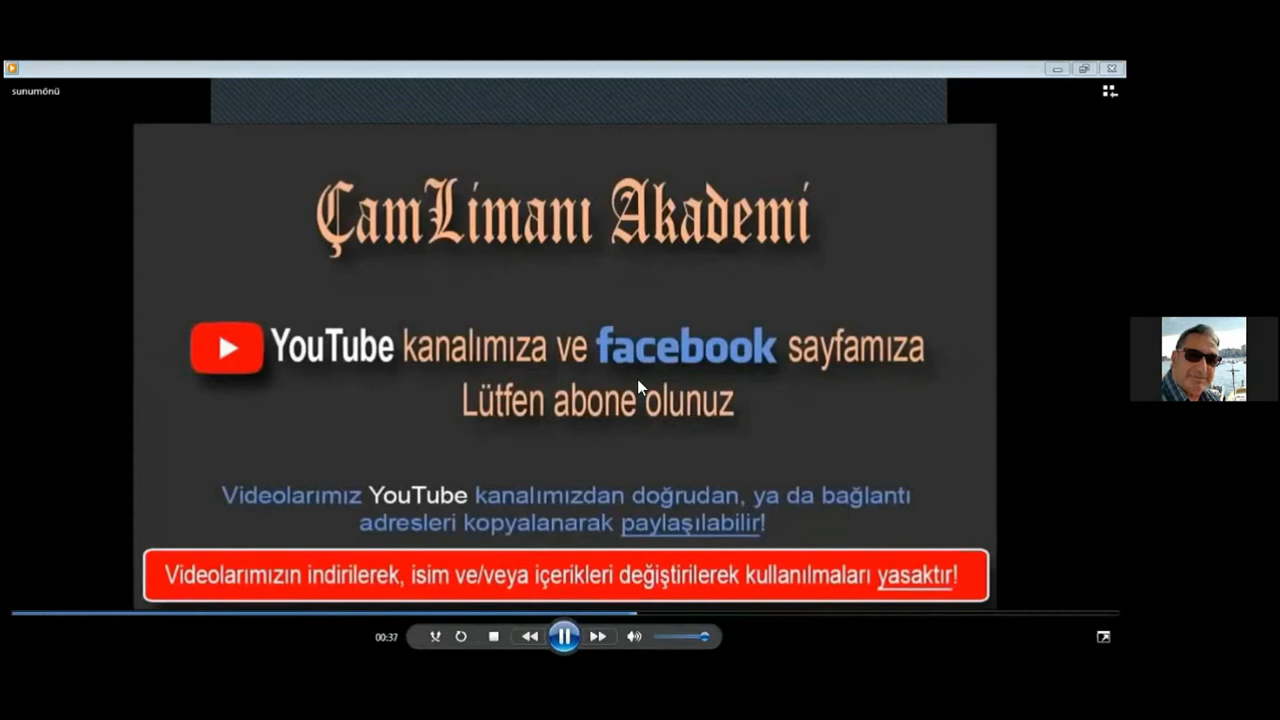 sunumönü
ÇamLimanı Akademi
YouTube kanalımıza ve facebook sayfamıza
Lütfen abone olunuz
Videolarımız YouTube kanalımızdan doğrudan, ya da bağlantı
adresleri kopyalanarak paylaşılabilir!
Videolarımızın indirilerek, isim ve/veya içerikleri değiştirilerek kullanılmaları yasaktır!
00:37